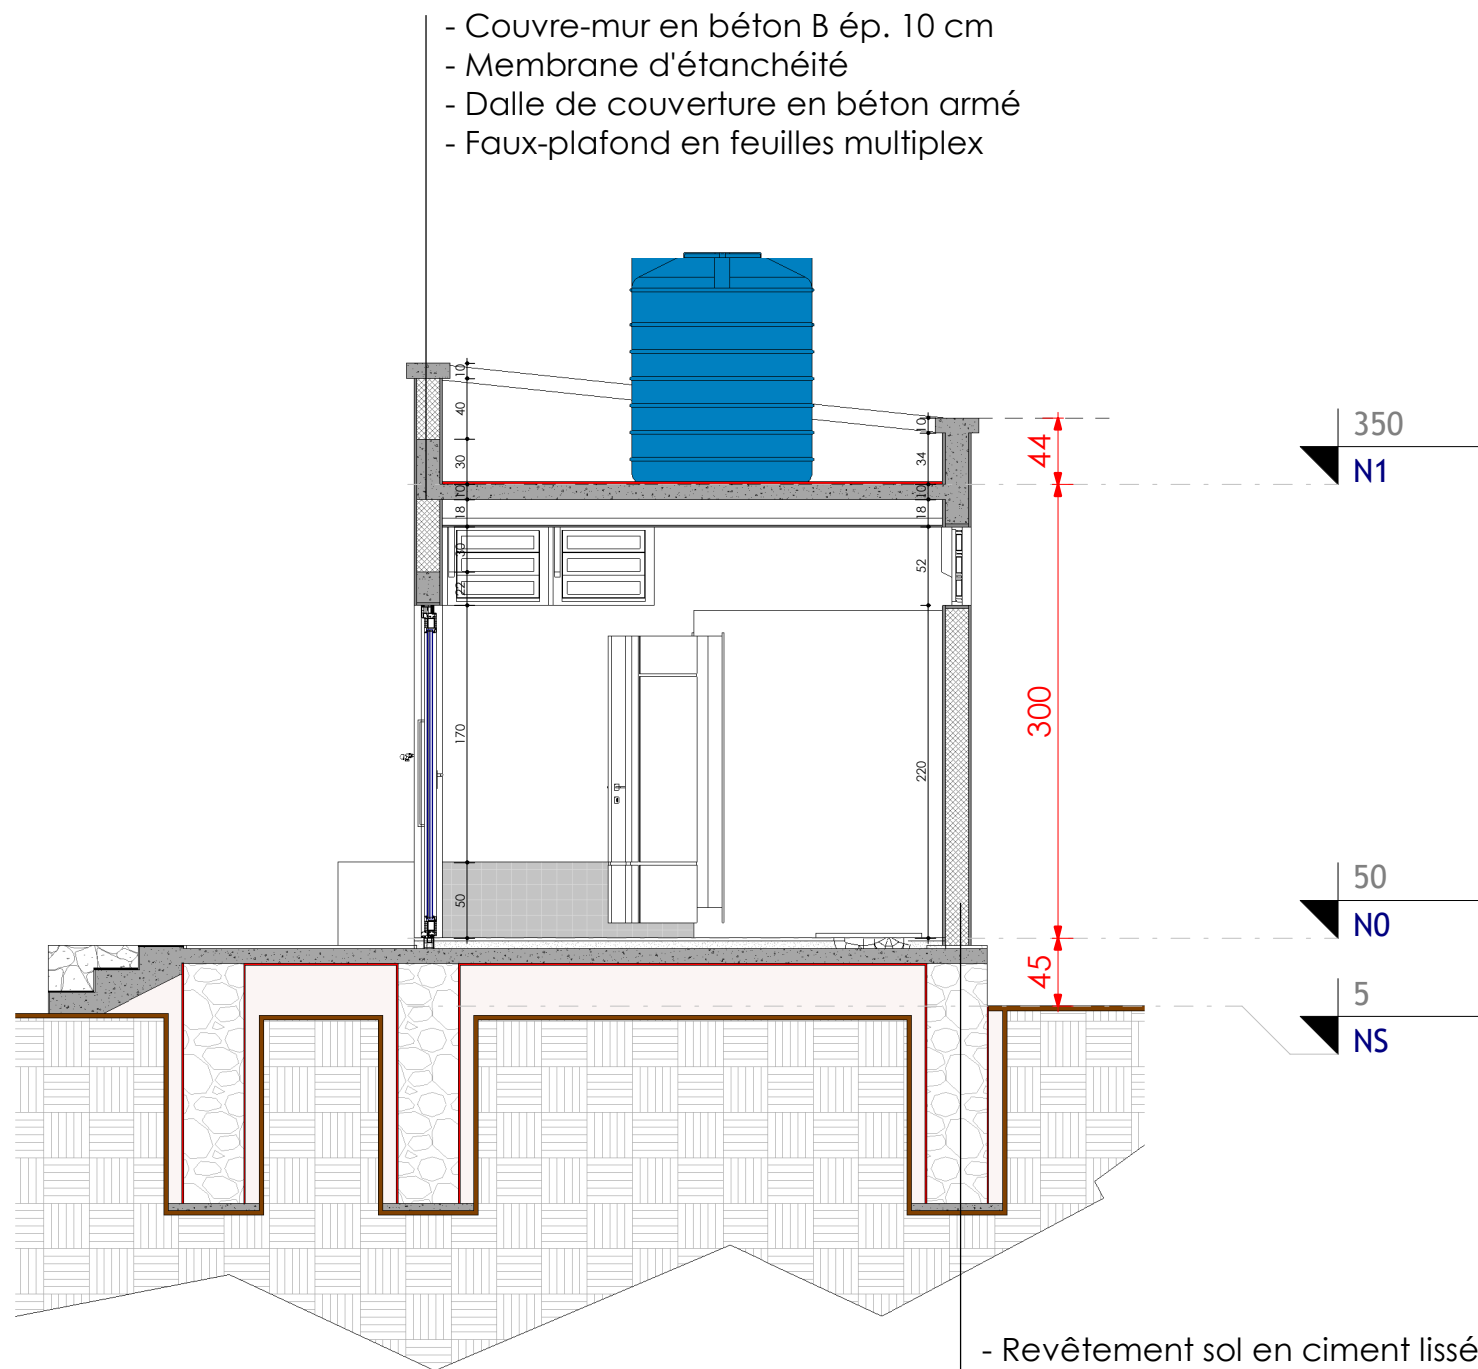 - Couvre-mur en béton B ép. 10 cm
- Membrane d'étanchéité
- Dalle de couverture en béton armé
- Faux-plafond en feuilles multiplex
10
40
30
10
18
30
22
170
50
10
34
10
18
52
220
44
300
45
350
N1
50
N0
5
NS
- Revêtement sol en ciment lissé